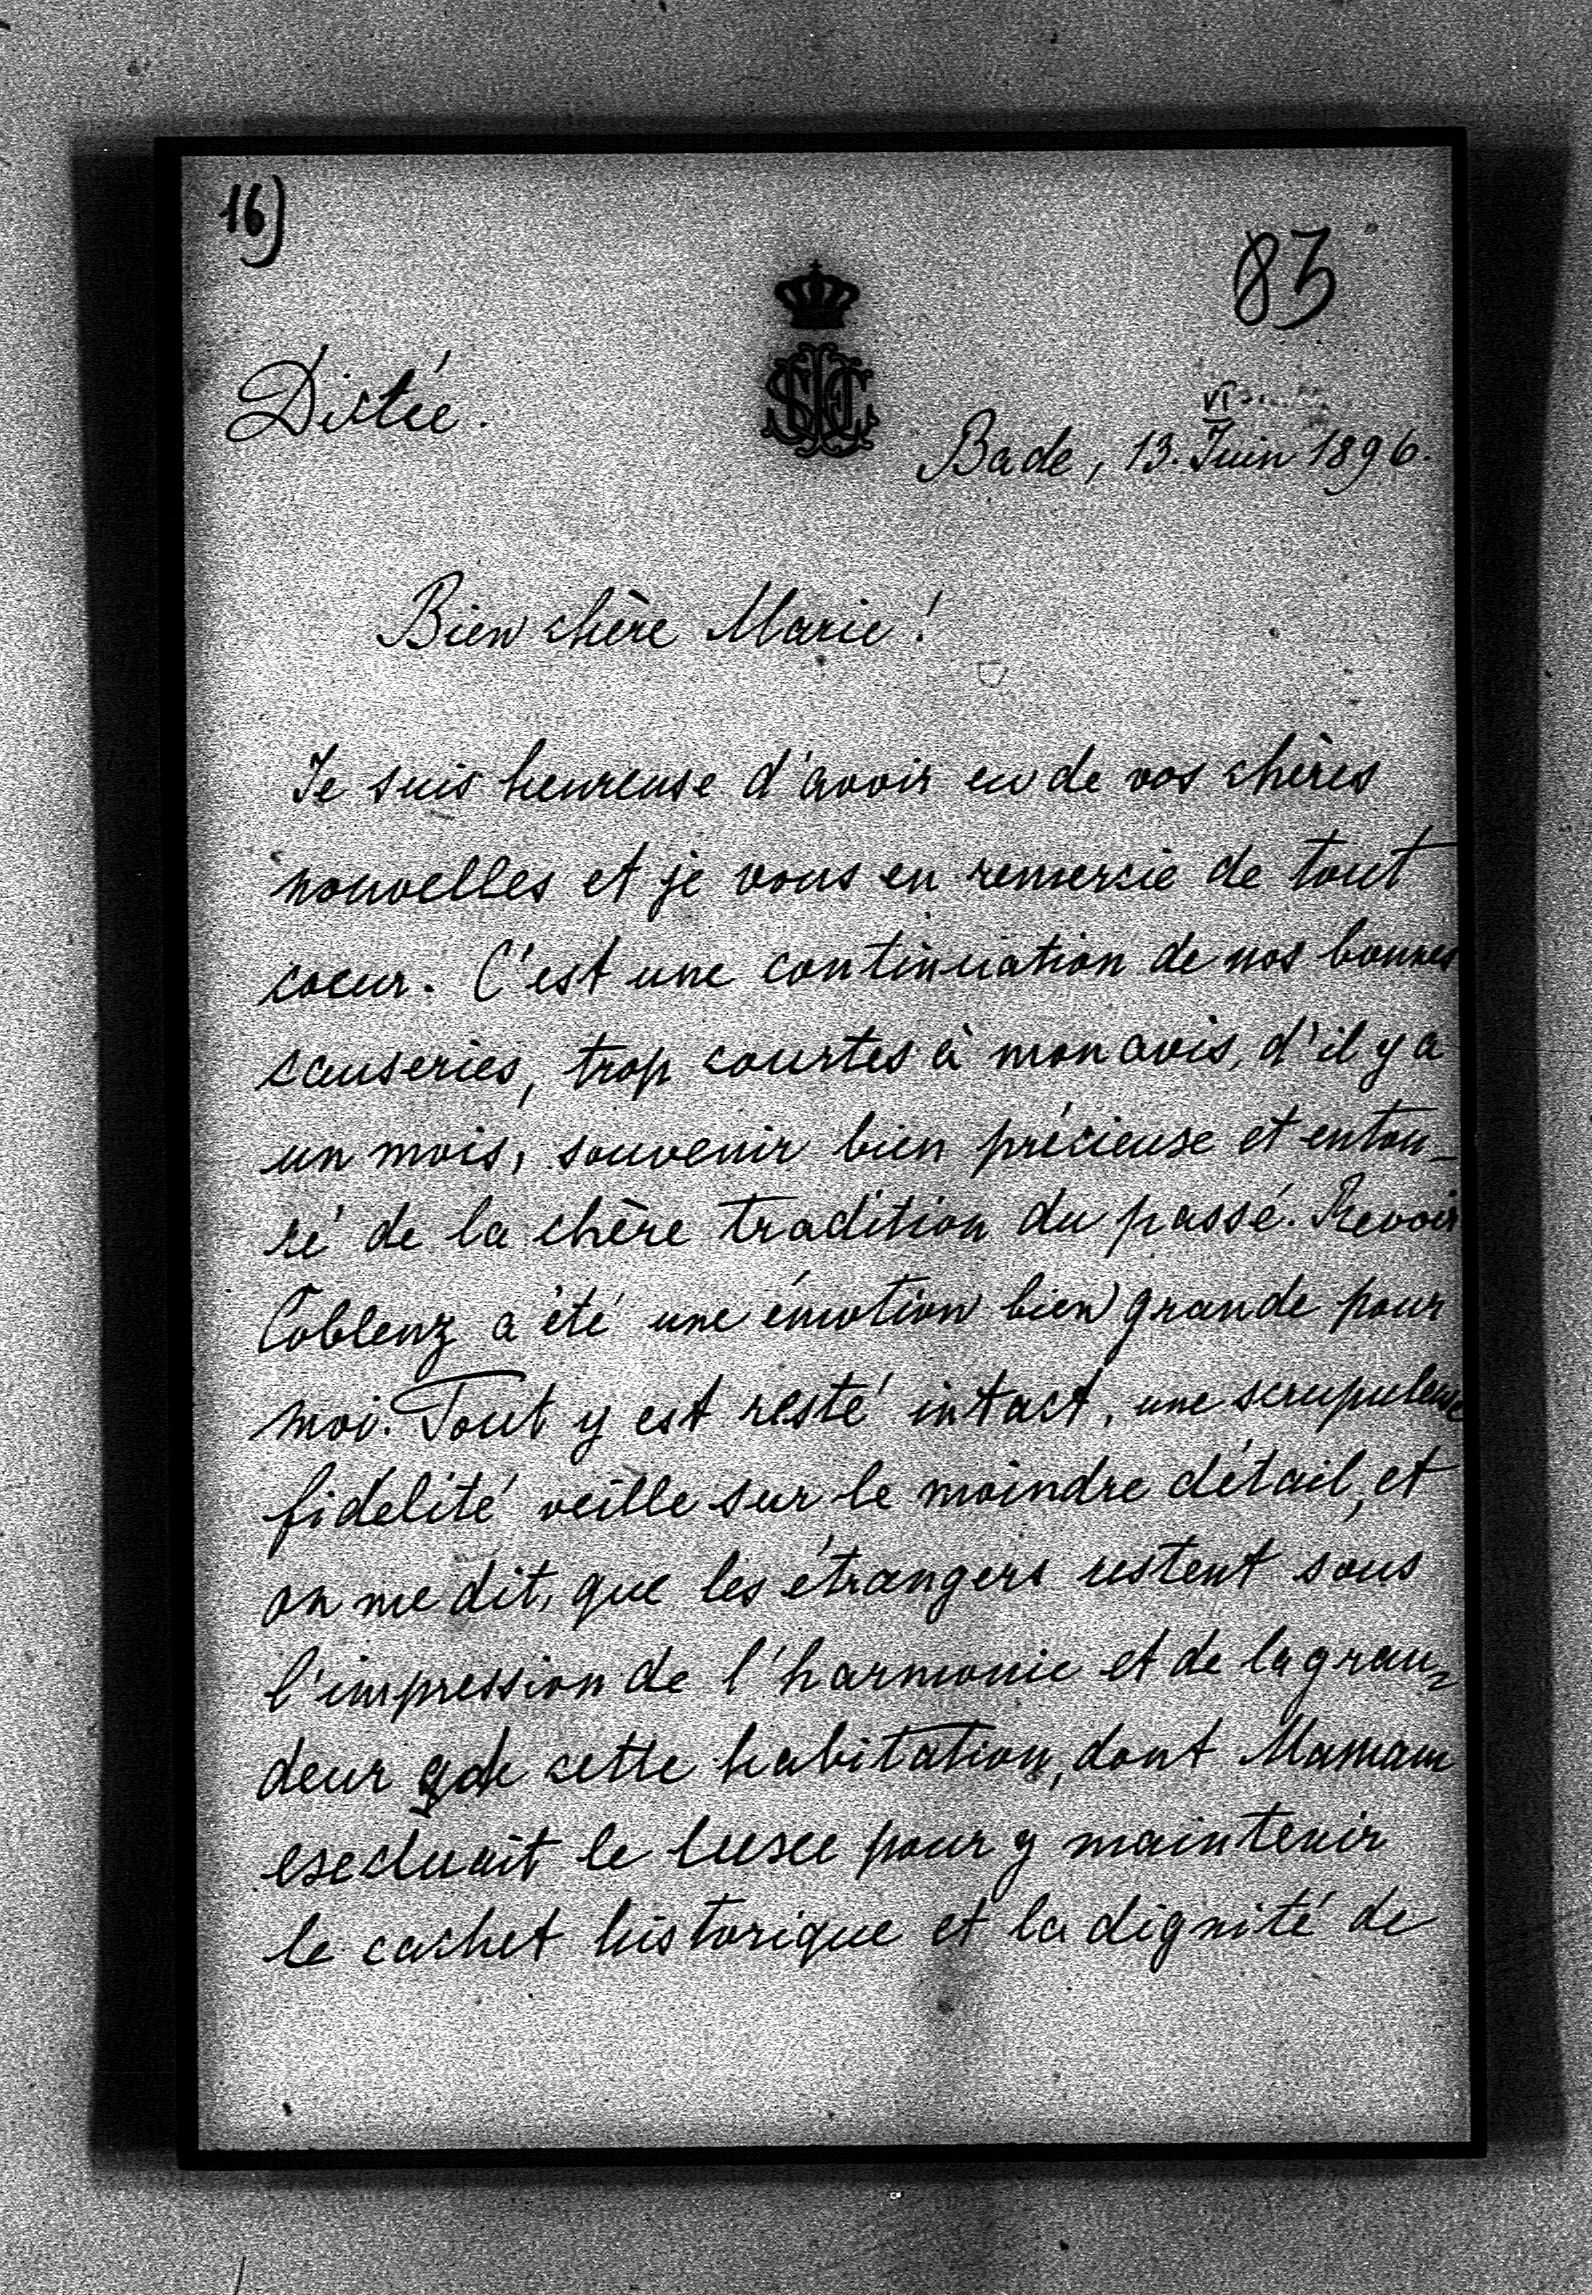 16)
83
Dictée.
Bade, 13. Juin 1896.
Bien chère Marie!
Je suis heureuse d'avoir eu de vos chères
nouvelles et je vous en remercie de tout
coeur. C'est une continuation de nos bonnes
causeries, trop courtes à mon avis, d'il y a
un mois, souvenir bien précieuse et entou-
ré de la chère tradition du passé. Revoir
Coblenz a été une émotion bien grande pour
moi. Tout y est resté intact, une scrupuleuse
fidelité veille sur le moindre détail, et
on me dit, que les étrangers restent sous
l'impression de l'harmonie et de la gran-
deur de cette habitation, dont Maman
excluait le luxe pour y maintenir
le cachet historique et la dignité de